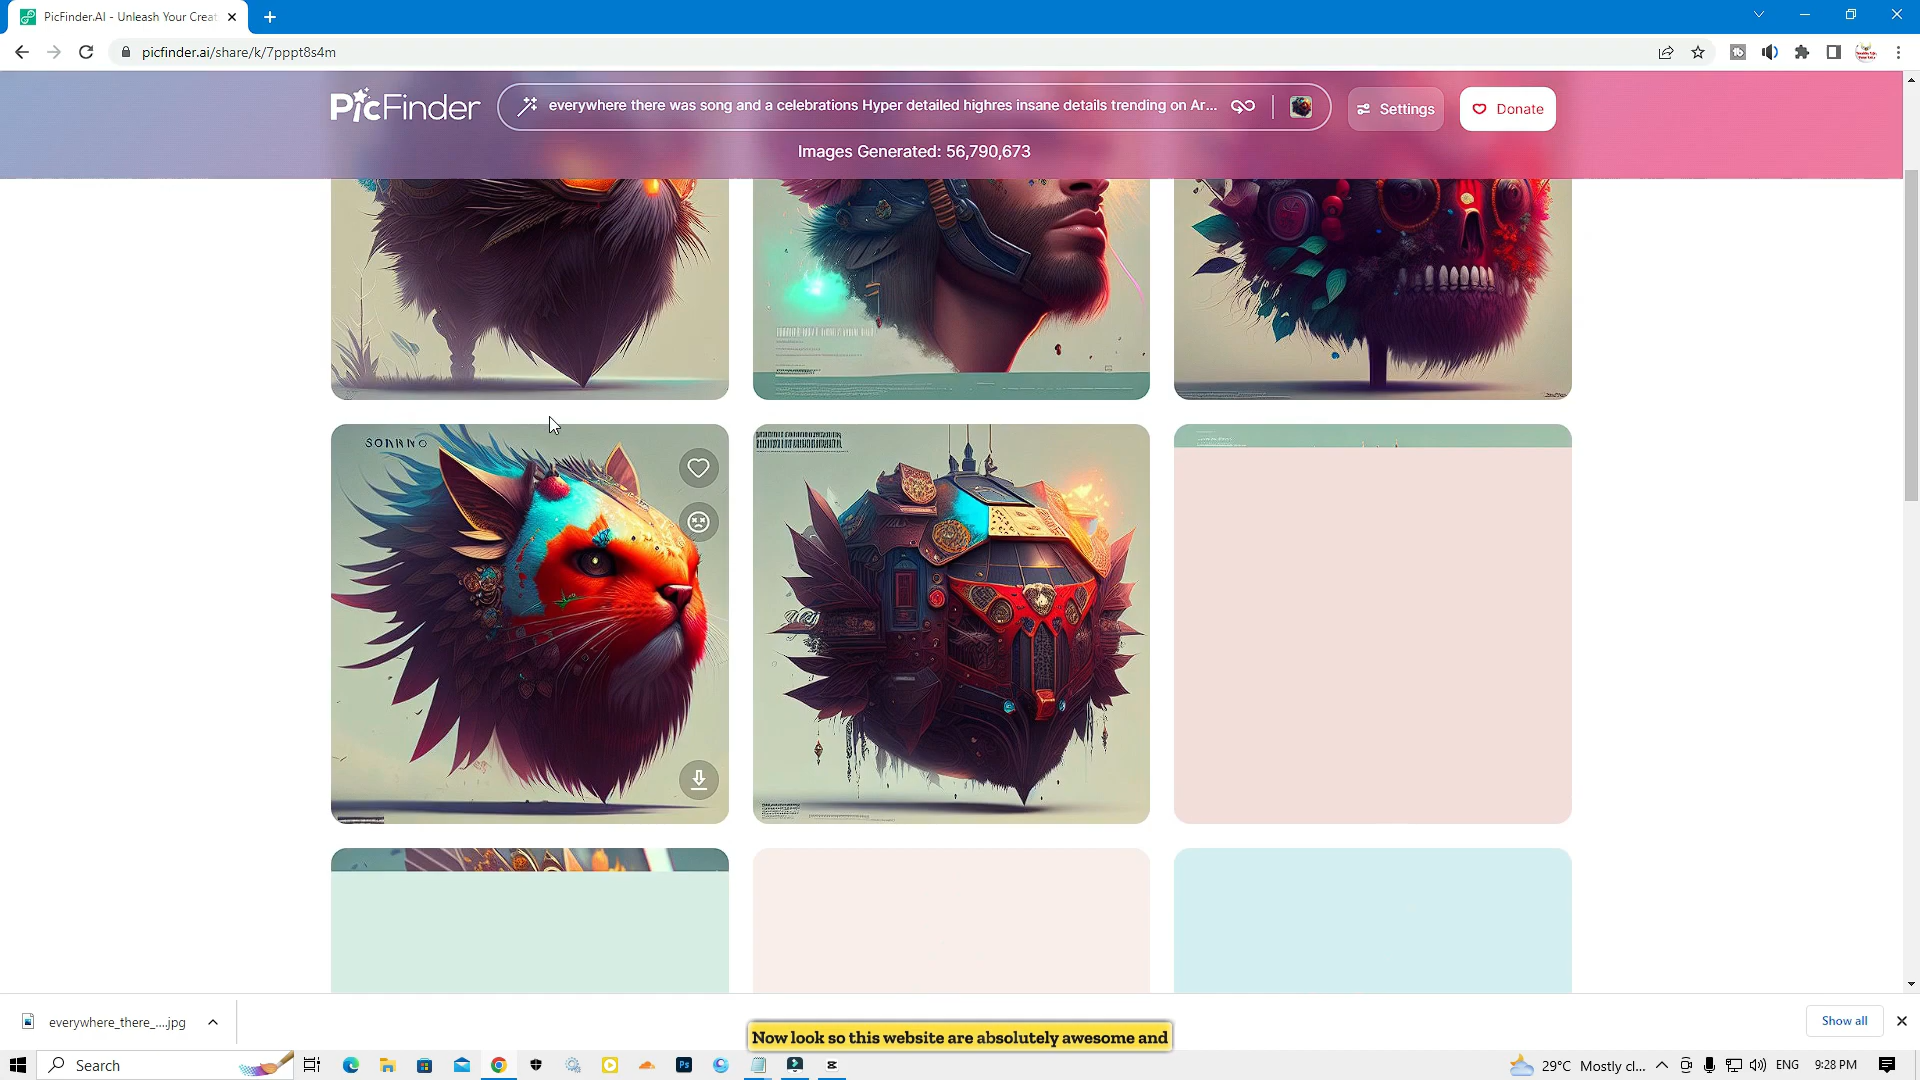 PicFinder.AI - Unleash Your Creat
picfinder.ai/share/k/7pppt8s4m
PicFinder
everywhere there was song and a celebrations Hyper detailed highres insane details trending on Ar...
Settings
Donate
Images Generated: 56,790,673
everywhere_there_....jpg
Show all
Now look so this website are absolutely awesome and
Search
Ps
29°C Mostly cl...
ENG
9:28 PM